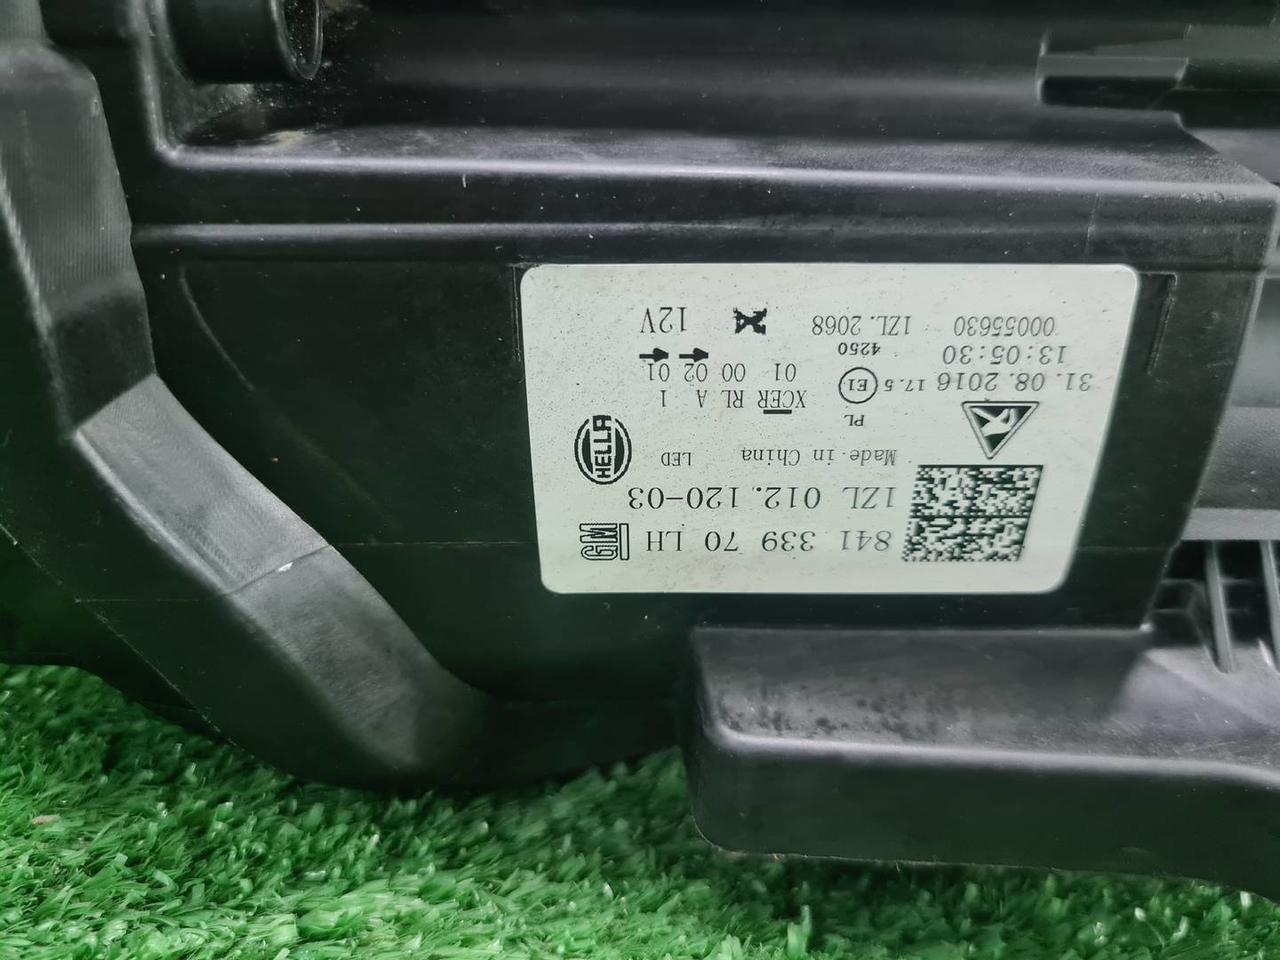 841 339 70 LH GM
1ZL 012.120-03
Made in China LED HELLA
PL
XCER RL A 1
01 00 02 01
31.08.2016 17.5 E1
13:05:30 4250
00055630 1ZL.2068 12V